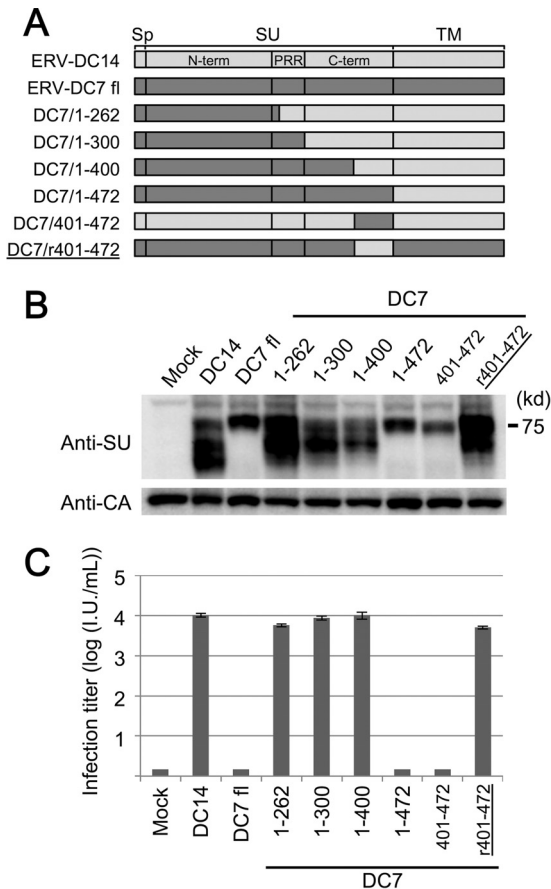 A
Sp SU TM
ERV-DC14 N-term PRR C-term
ERV-DC7 fl
DC7/1-262
DC7/1-300
DC7/1-400
DC7/1-472
DC7/401-472
DC7/r401-472
B
DC7
Mock DC14 DC7 fl 1-262 1-300 1-400 1-472 401-472 r401-472
(kd)
Anti-SU 75
Anti-CA
C
Infection titer (log (I.U./mL))
5
4
3
2
1
Mock DC14 DC7 fl 1-262 1-300 1-400 1-472 401-472 r401-472
DC7